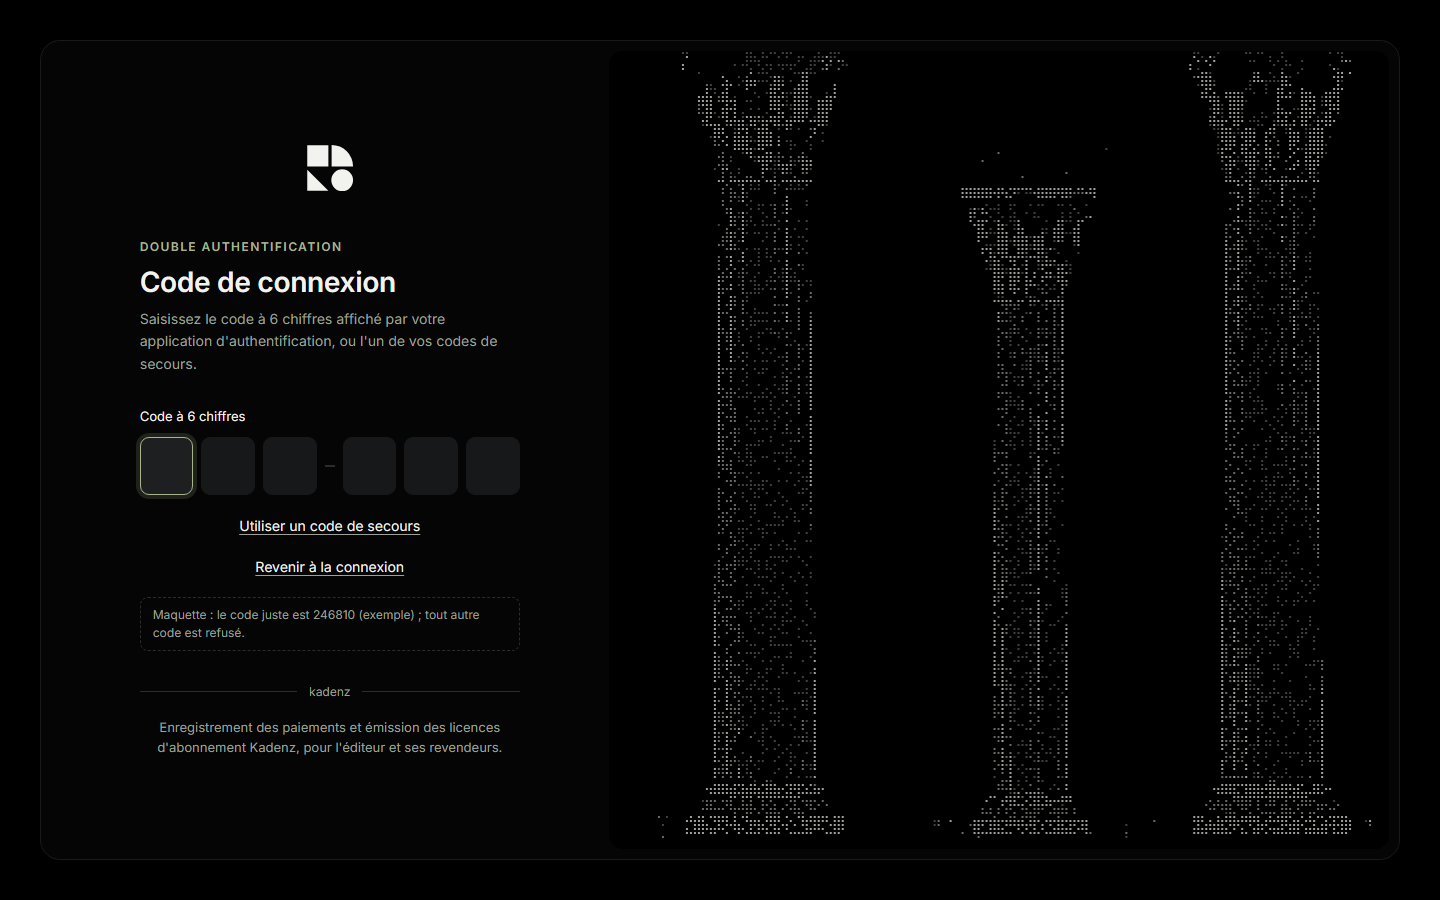 DOUBLE AUTHENTIFICATION
Code de connexion
Saisissez le code à 6 chiffres affiché par votre
application d'authentification, ou l'un de vos codes de
secours.
Code à 6 chiffres
–
Utiliser un code de secours
Revenir à la connexion
Maquette : le code juste est 246810 (exemple) ; tout autre
code est refusé.
kadenz
Enregistrement des paiements et émission des licences
d'abonnement Kadenz, pour l'éditeur et ses revendeurs.